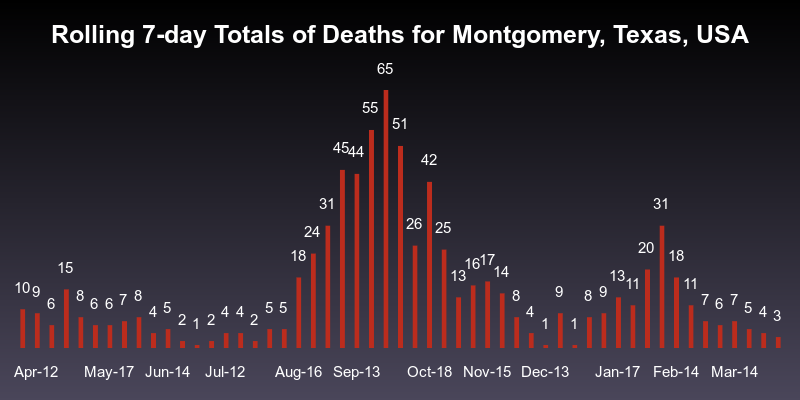 Rolling 7-day Totals of Deaths for Montgomery, Texas, USA
10 9 6 15 8 6 6 7 8 4 5 2 1 2 4 4 2 5 5 18 24 31 45 44 55 65 51 26 42 25 13 16 17 14 8 4 1 9 1 8 9 13 11 20 31 18 11 7 6 7 5 4 3
Apr-12 May-17 Jun-14 Jul-12 Aug-16 Sep-13 Oct-18 Nov-15 Dec-13 Jan-17 Feb-14 Mar-14